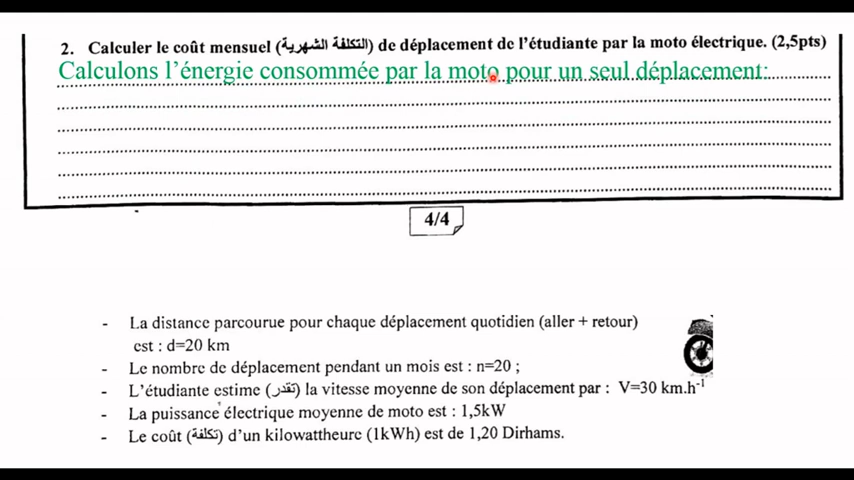 2. Calculer le coût mensuel (التكلفة الشهرية) de déplacement de l'étudiante par la moto électrique. (2,5pts)
Calculons l'énergie consommée par la moto pour un seul déplacement:
4/4
- La distance parcourue pour chaque déplacement quotidien (aller + retour)
est : d=20 km
- Le nombre de déplacement pendant un mois est : n=20 ;
- L'étudiante estime (تقدر) la vitesse moyenne de son déplacement par : V=30 km.h⁻¹
- La puissance électrique moyenne de moto est : 1,5kW
- Le coût (تكلفة) d'un kilowattheure (1kWh) est de 1,20 Dirhams.